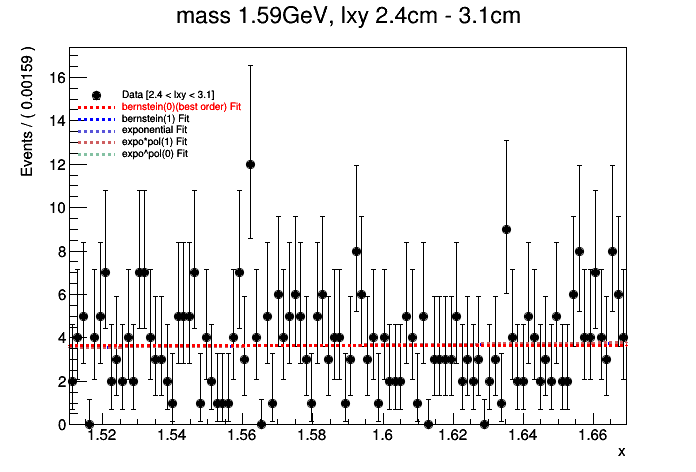 mass 1.59GeV, lxy 2.4cm - 3.1cm
Events / ( 0.00159 )
16
14
12
10
8
6
4
2
0
Data [2.4 < lxy < 3.1]
bernstein(0)(best order) Fit
bernstein(1) Fit
exponential Fit
expo*pol(1) Fit
expo^pol(0) Fit
1.52 1.54 1.56 1.58 1.6 1.62 1.64 1.66
x